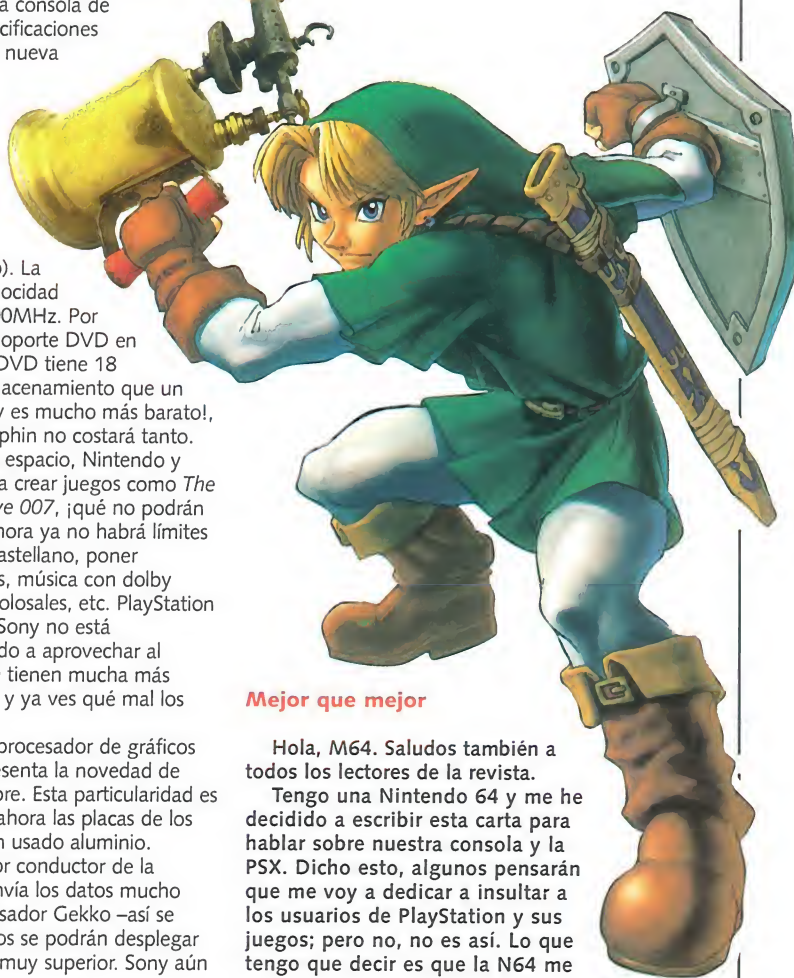 a consola de
cificaciones
nueva
o). La
ocidad
0MHz. Por
oporte DVD en
DVD tiene 18
acenamiento que un
y es mucho más barato!,
phin no costará tanto.
espacio, Nintendo y
a crear juegos como The
ye 007, ¡qué no podrán
hora ya no habrá límites
astellano, poner
s, música con dolby
olosales, etc. PlayStation
Sony no está
do a aprovechar al
tienen mucha más
y ya ves qué mal los
procesador de gráficos
senta la novedad de
bre. Esta particularidad es
ahora las placas de los
n usado aluminio.
or conductor de la
nvía los datos mucho
sador Gekko –así se
os se podrán desplegar
muy superior. Sony aún
Mejor que mejor
Hola, M64. Saludos también a
todos los lectores de la revista.
Tengo una Nintendo 64 y me he
decidido a escribir esta carta para
hablar sobre nuestra consola y la
PSX. Dicho esto, algunos pensarán
que me voy a dedicar a insultar a
los usuarios de PlayStation y sus
juegos; pero no, no es así. Lo que
tengo que decir es que la N64 me